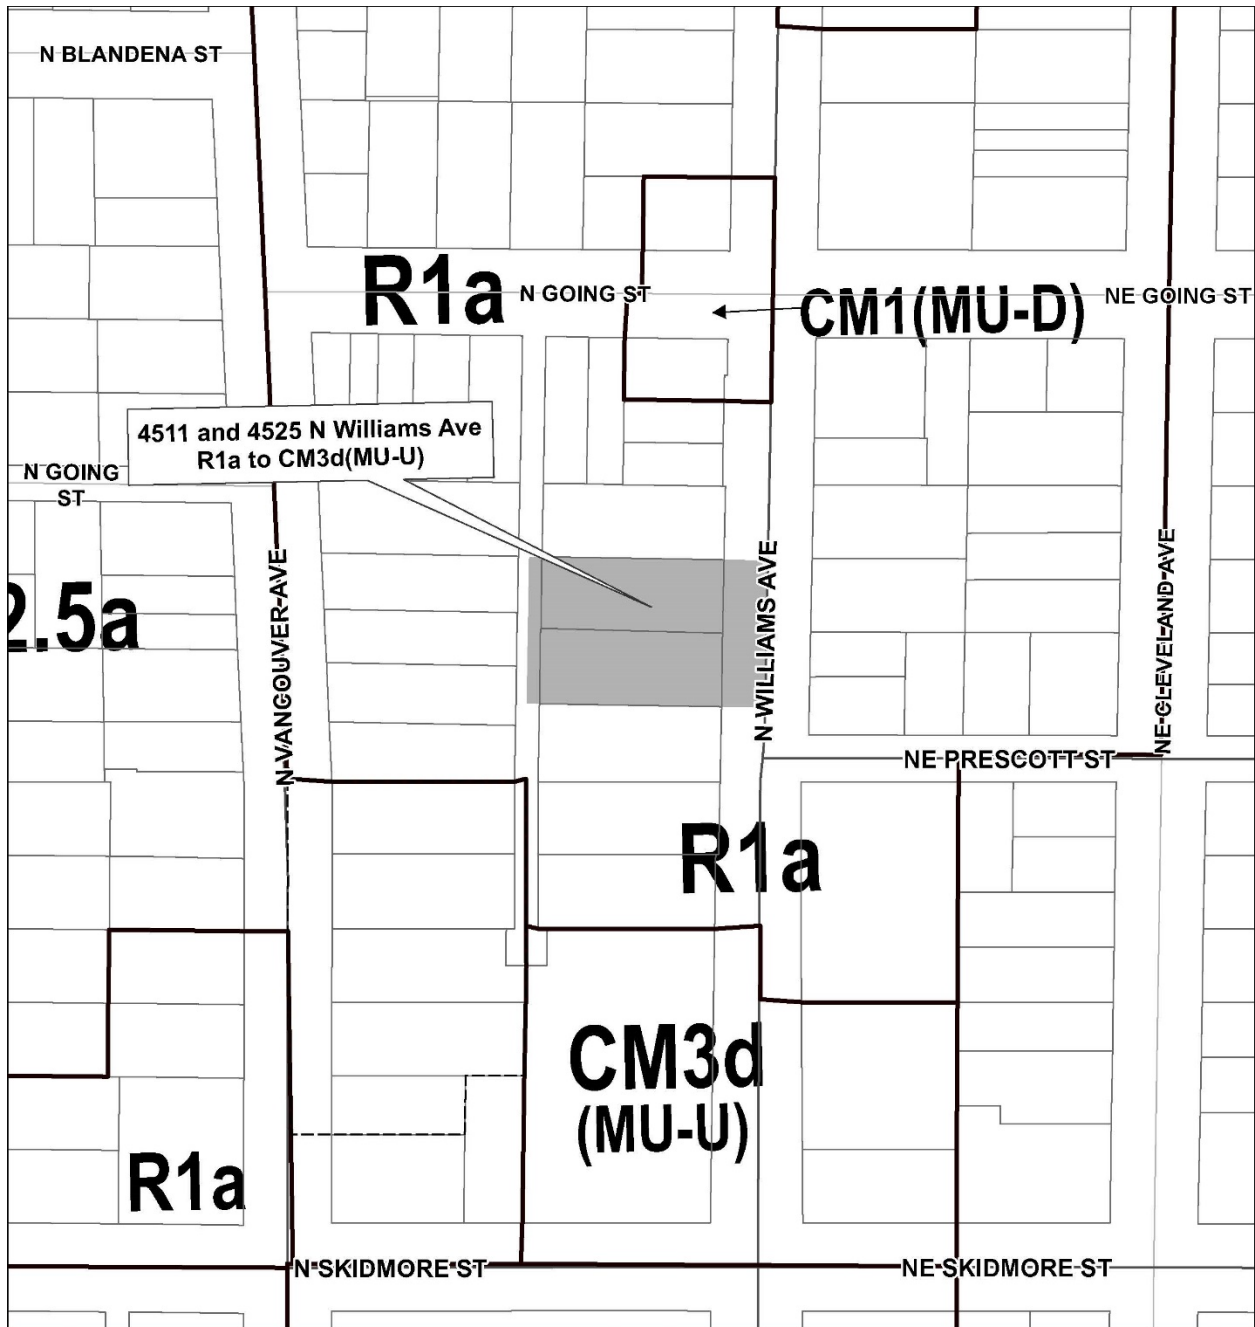 N BLANDENA ST
R1a
N GOING ST
CM1(MU-D)
NE GOING ST
4511 and 4525 N Williams Ave
R1a to CM3d(MU-U)
N GOING
ST
2.5a
N VANCOUVER AVE
N WILLIAMS AVE
NE CLEVELAND AVE
NE PRESCOTT ST
R1a
CM3d
(MU-U)
R1a
N SKIDMORE ST
NE SKIDMORE ST